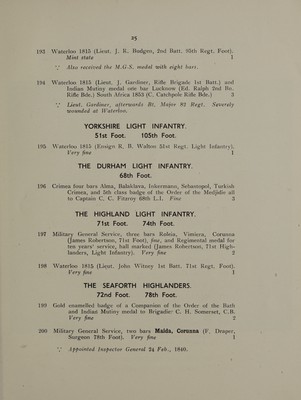 25
193 Waterloo 1815 (Lieut. J. R. Budgen, 2nd Batt. 95th Regt. Foot).
Mint state 1
*** Also received the M.G.S. medal with eight bars.
194 Waterloo 1815 (Lieut. J. Gardiner, Rifle Brigade 1st Batt.) and
Indian Mutiny medal one bar Lucknow (Ed. Ralph 2nd Bn.
Rifle Bde.) South Africa 1853 (C. Catchpole Rifle Bde.) 3
*** Lieut. Gardiner, afterwards Bt. Major 82 Regt. Severely
wounded at Waterloo.
YORKSHIRE LIGHT INFANTRY.
51st Foot. 105th Foot.
195 Waterloo 1815 (Ensign R. B. Walton 51st Regt. Light Infantry).
Very fine 1
THE DURHAM LIGHT INFANTRY.
68th Foot.
196 Crimea four bars Alma, Balaklava, Inkermann, Sebastopol, Turkish
Crimea, and 5th class badge of the Order of the Medjidie all
to Captain C. C. Fitzroy 68th L.I. Fine 3
THE HIGHLAND LIGHT INFANTRY.
71st Foot. 74th Foot.
197 Military General Service, three bars Roleia, Vimiera, Corunna
(James Robertson, 71st Foot), fine, and Regimental medal for
ten years' service, hall marked (James Robertson, 71st High-
landers, Light Infantry). Very fine 2
198 Waterloo 1815 (Lieut. John Witney 1st Batt. 71st Regt. Foot).
Very fine 1
THE SEAFORTH HIGHLANDERS.
72nd Foot. 78th Foot.
199 Gold enamelled badge of a Companion of the Order of the Bath
and Indian Mutiny medal to Brigadier C. H. Somerset, C.B.
Very fine 2
200 Military General Service, two bars Maida, Corunna (F. Draper,
Surgeon 78th Foot). Very fine 1
*** Appointed Inspector General 24 Feb., 1840.